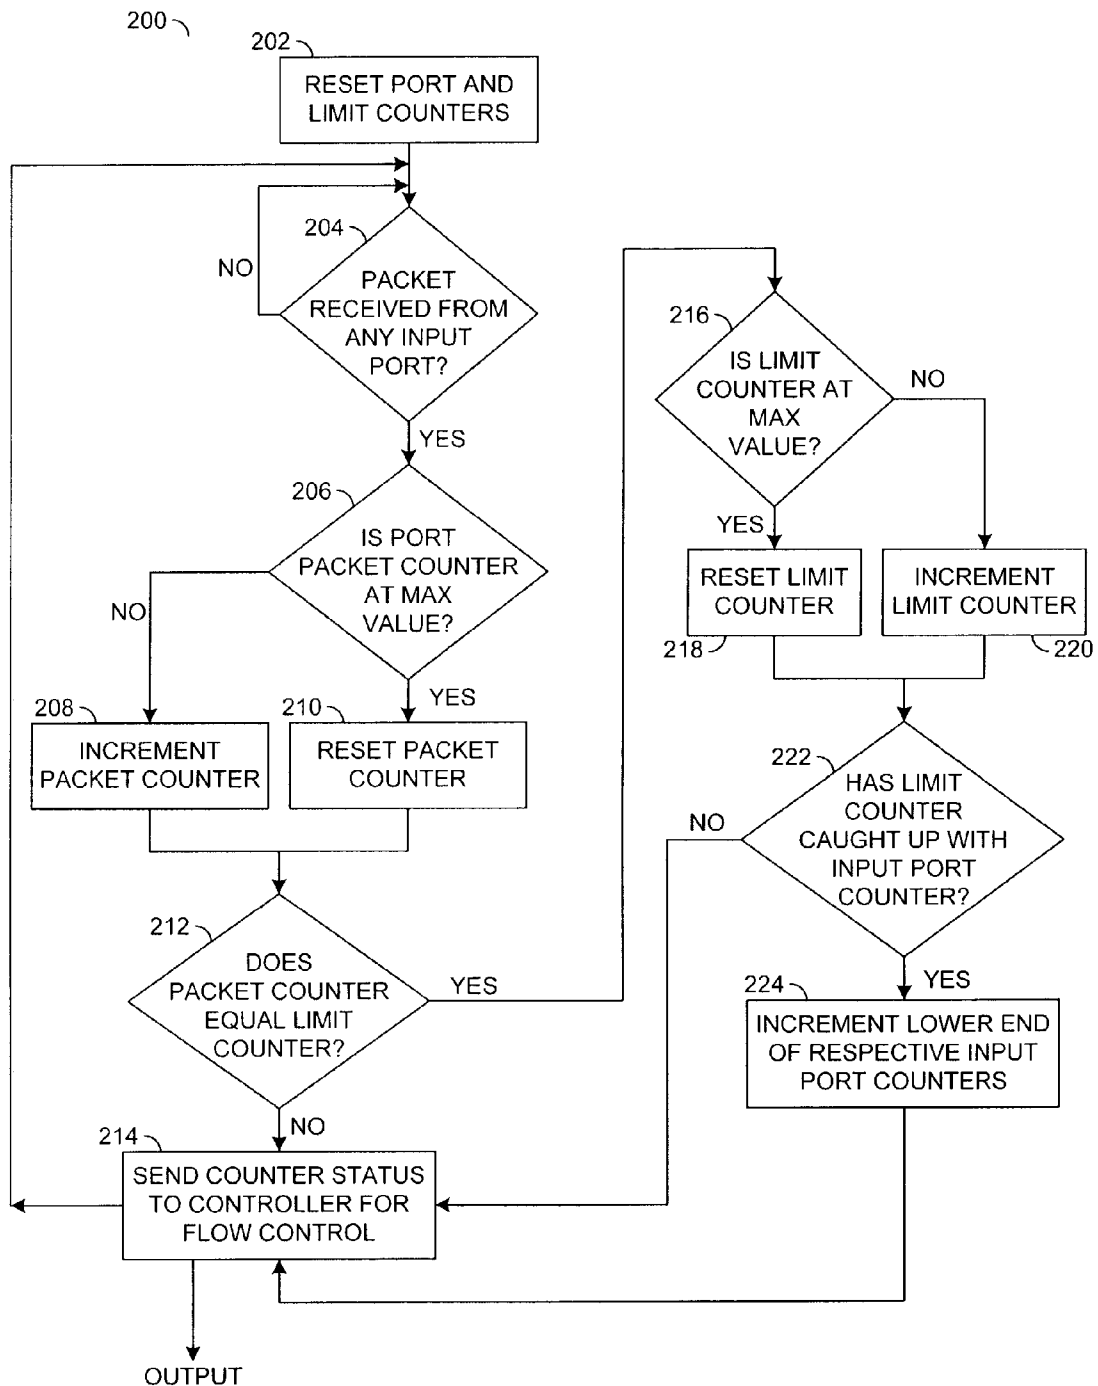 200
202
RESET PORT AND
LIMIT COUNTERS
204
NO
PACKET
RECEIVED FROM
ANY INPUT
PORT?
YES
206
IS PORT
PACKET COUNTER
AT MAX
VALUE?
NO
YES
208
INCREMENT
PACKET COUNTER
210
RESET PACKET
COUNTER
212
DOES
PACKET COUNTER
EQUAL LIMIT
COUNTER?
YES
NO
214
SEND COUNTER STATUS
TO CONTROLLER FOR
FLOW CONTROL
OUTPUT
216
IS LIMIT
COUNTER AT
MAX
VALUE?
NO
YES
RESET LIMIT
COUNTER
218
INCREMENT
LIMIT COUNTER
220
222
HAS LIMIT
COUNTER
CAUGHT UP WITH
INPUT PORT
COUNTER?
NO
YES
224
INCREMENT LOWER END
OF RESPECTIVE INPUT
PORT COUNTERS